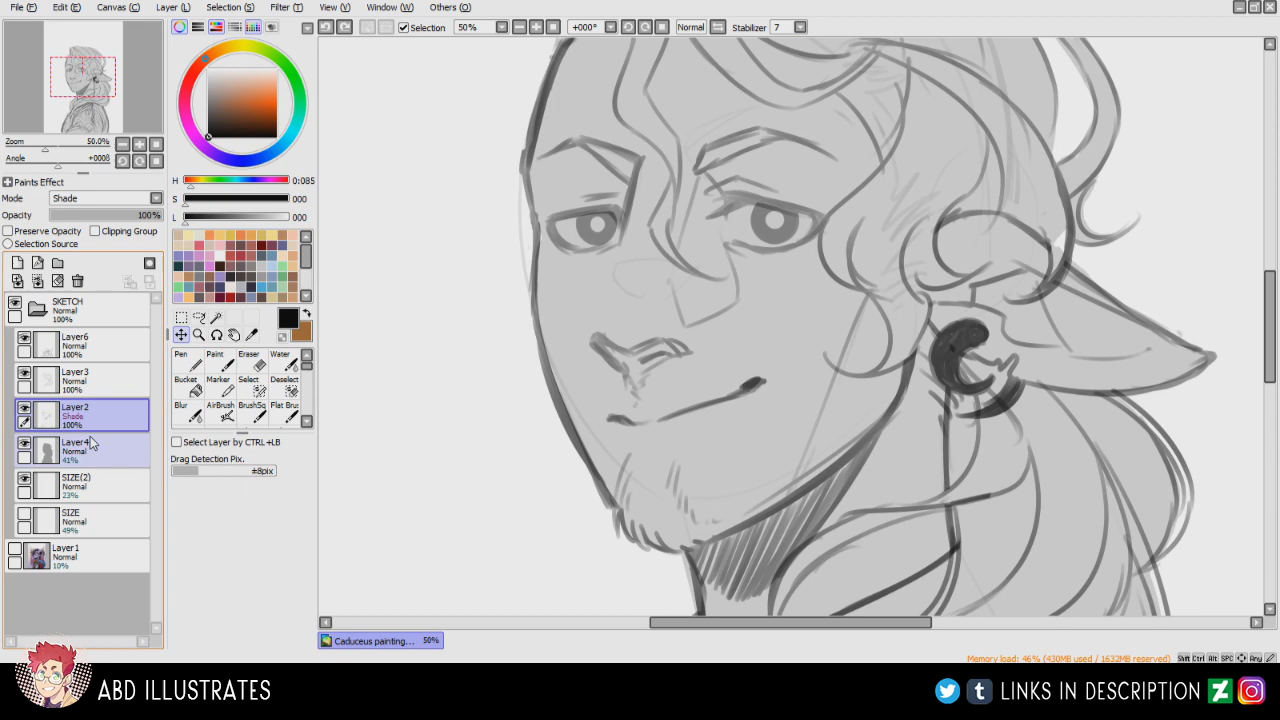 File (F) Edit (E) Canvas (C) Layer (L) Selection (S) Filter (T) View (V) Window (W) Others (O)
Selection 50% +000° Normal Stabilizer 7
Zoom 50.0%
Angle +0008
Paints Effect
Mode Shade
Opacity 100%
Preserve Opacity Clipping Group
Selection Source
SKETCH
Normal
100%
Layer6
Normal
100%
Layer3
Normal
100%
Layer2
Shade
100%
Layer4
Normal
41%
SIZE(2)
Normal
23%
SIZE
Normal
49%
Layer1
Normal
10%
H 0:085
S 000
L 000
Pen Paint Eraser Water
Bucket Marker Select Deselect
Blur AirBrush BrushSq Flat Brus
Select Layer by CTRL +LB
Drag Detection Pix.
±8pix
Caduceus painting... 50%
Memory load: 46% (430MB used / 1632MB reserved) Shift Ctrl Alt SPC Any
ABD ILLUSTRATES
t LINKS IN DESCRIPTION